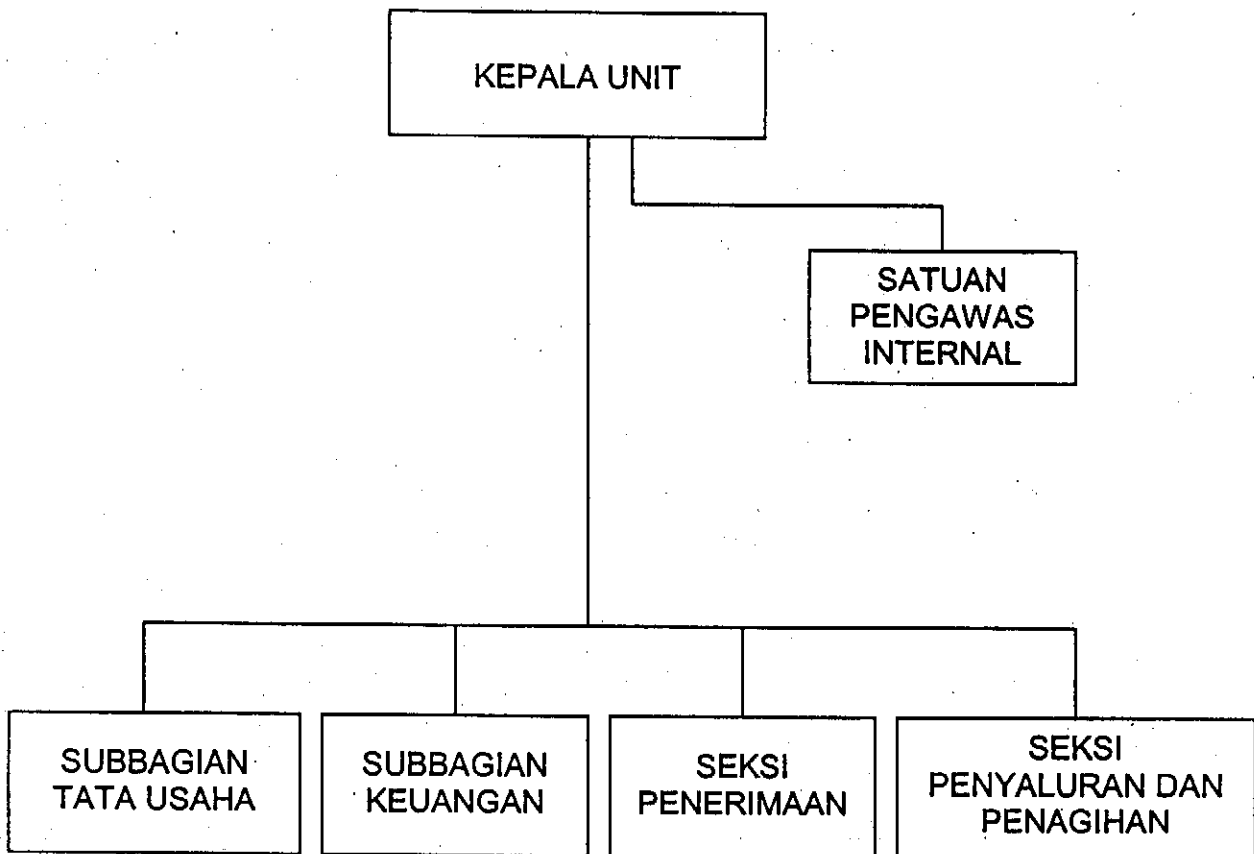 KEPALA UNIT
SATUAN
PENGAWAS
INTERNAL
SUBBAGIAN
TATA USAHA
SUBBAGIAN
KEUANGAN
SEKSI
PENERIMAAN
SEKSI
PENYALURAN DAN
PENAGIHAN